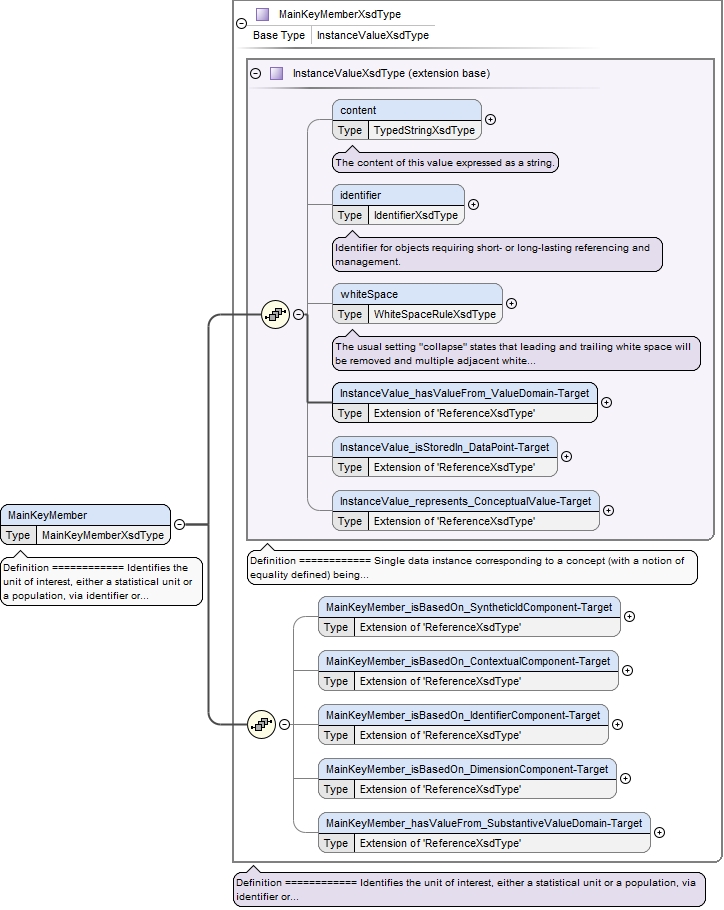 MainKeyMemberXsdType
Base Type InstanceValueXsdType
InstanceValueXsdType (extension base)
content
Type TypedStringXsdType
The content of this value expressed as a string.
identifier
Type IdentifierXsdType
Identifier for objects requiring short- or long-lasting referencing and
management.
whiteSpace
Type WhiteSpaceRuleXsdType
The usual setting "collapse" states that leading and trailing white space will
be removed and multiple adjacent white...
InstanceValue_hasValueFrom_ValueDomain-Target
Type Extension of 'ReferenceXsdType'
InstanceValue_isStoredIn_DataPoint-Target
Type Extension of 'ReferenceXsdType'
InstanceValue_represents_ConceptualValue-Target
Type Extension of 'ReferenceXsdType'
MainKeyMember
Type MainKeyMemberXsdType
Definition ============ Identifies the
unit of interest, either a statistical unit or
a population, via identifier or...
Definition ============ Single data instance corresponding to a concept (with a notion of
equality defined) being...
MainKeyMember_isBasedOn_SyntheticIdComponent-Target
Type Extension of 'ReferenceXsdType'
MainKeyMember_isBasedOn_ContextualComponent-Target
Type Extension of 'ReferenceXsdType'
MainKeyMember_isBasedOn_IdentifierComponent-Target
Type Extension of 'ReferenceXsdType'
MainKeyMember_isBasedOn_DimensionComponent-Target
Type Extension of 'ReferenceXsdType'
MainKeyMember_hasValueFrom_SubstantiveValueDomain-Target
Type Extension of 'ReferenceXsdType'
Definition ============ Identifies the unit of interest, either a statistical unit or a population, via
identifier or...